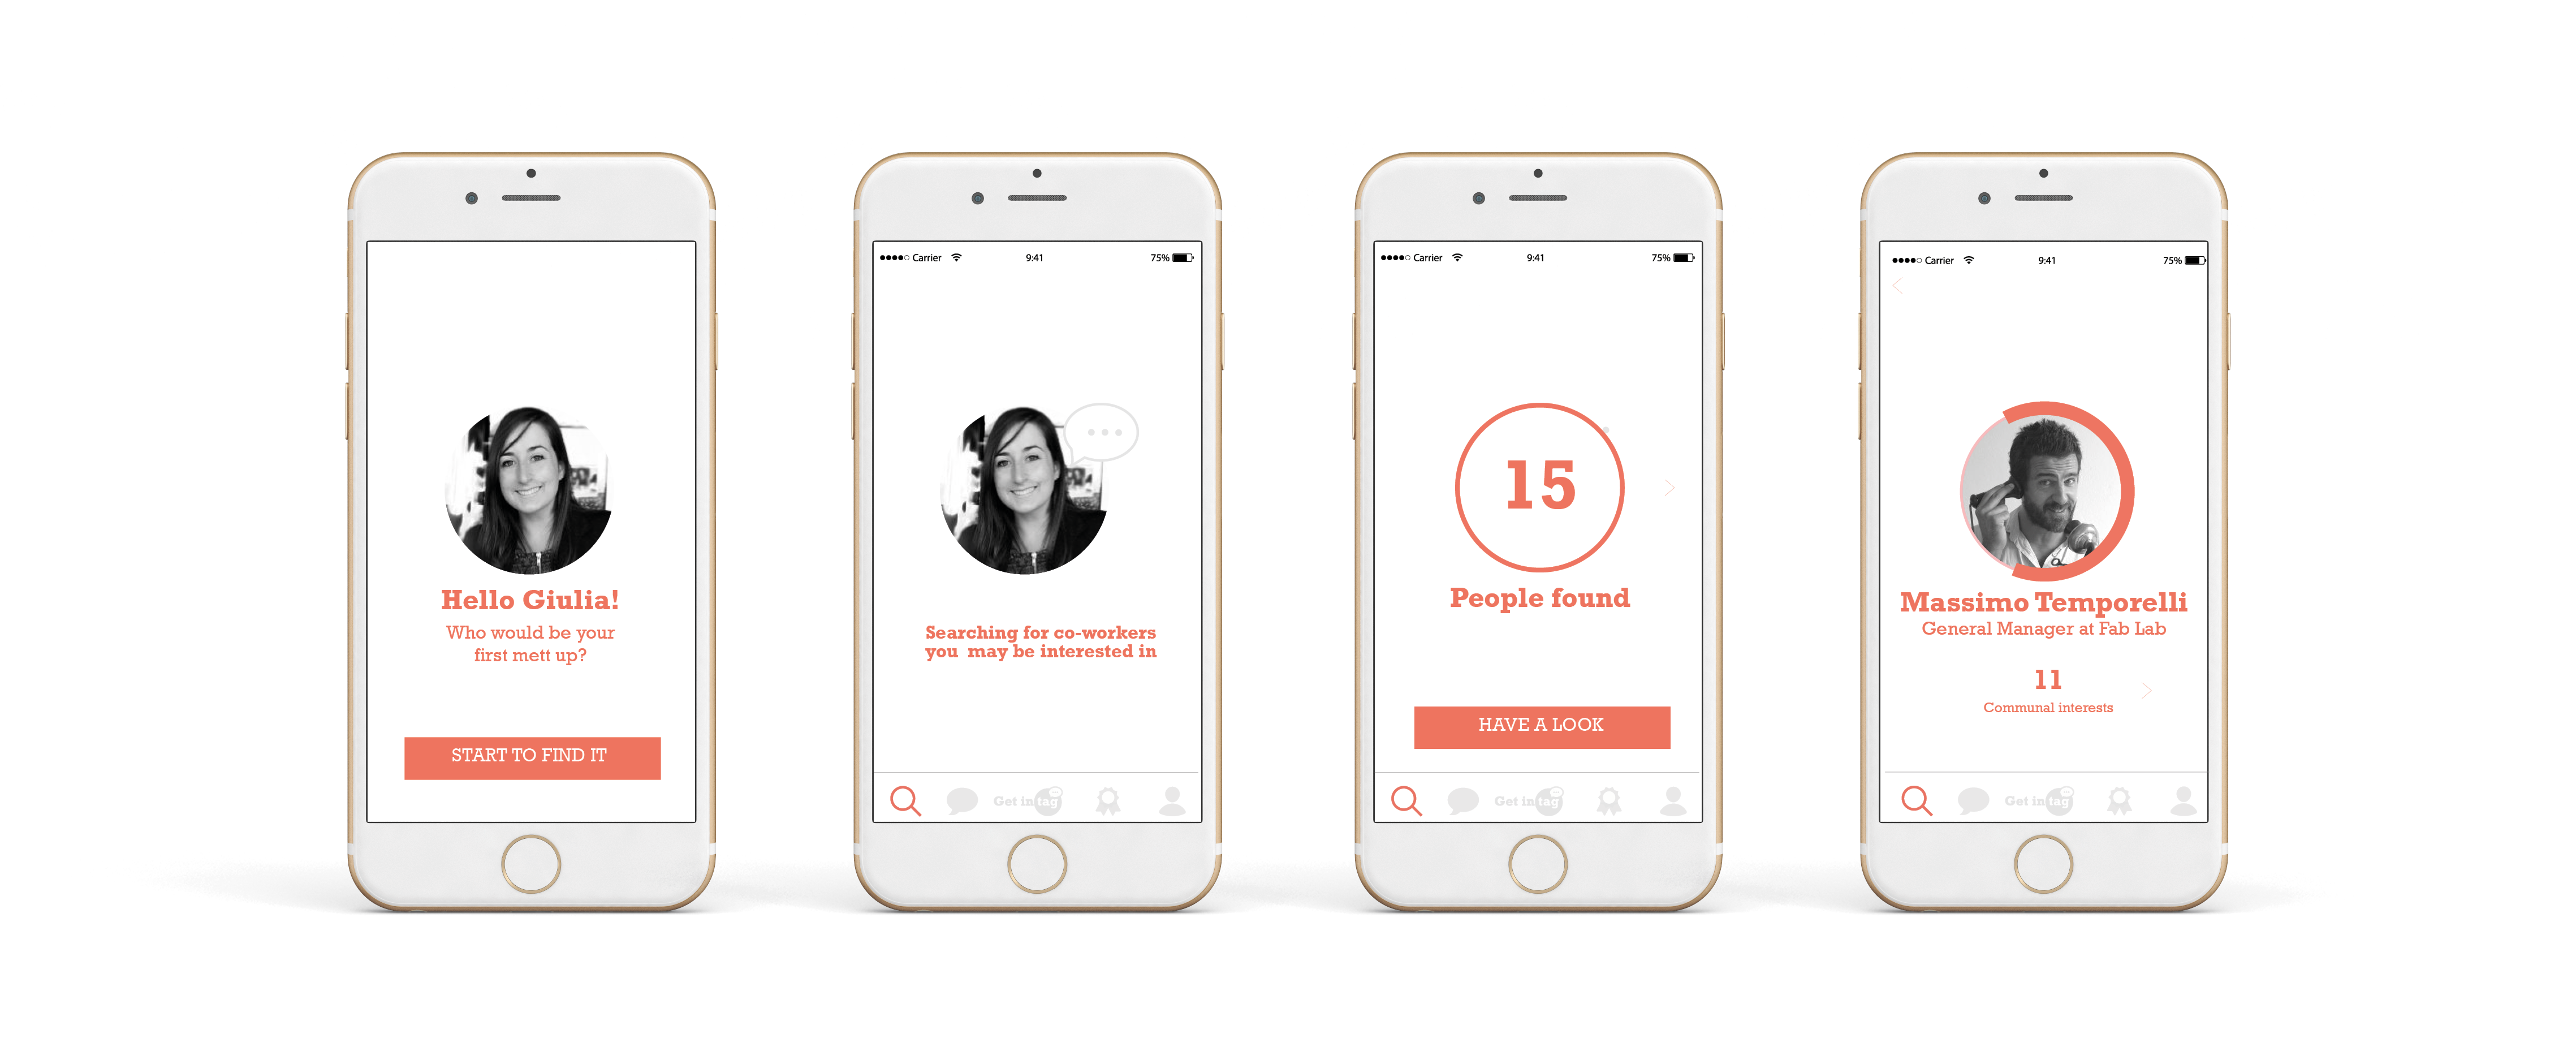 Hello Giulia!
Who would be your
first mett up?
START TO FIND IT
Carrier
9:41
75%
Searching for co-workers
you may be interested in
Get in tag
Carrier
9:41
75%
15
People found
HAVE A LOOK
Get in tag
Carrier
9:41
75%
Massimo Temporelli
General Manager at Fab Lab
11
Communal interests
Get in tag